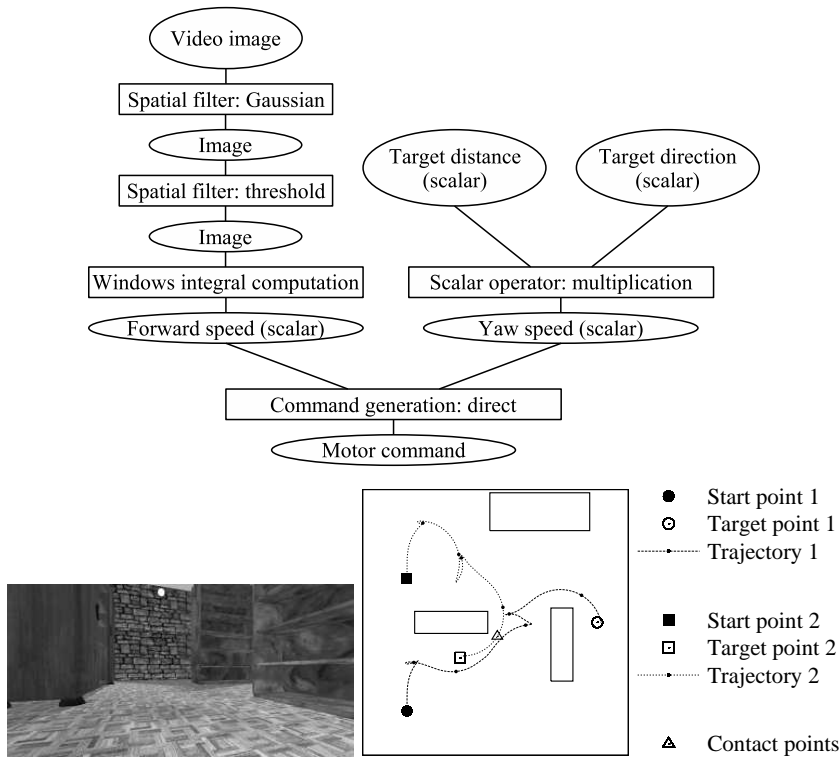 Video image
Spatial filter: Gaussian
Image
Spatial filter: threshold
Image
Windows integral computation
Forward speed (scalar)
Target distance
(scalar)
Target direction
(scalar)
Scalar operator: multiplication
Yaw speed (scalar)
Command generation: direct
Motor command
Start point 1
Target point 1
Trajectory 1
Start point 2
Target point 2
Trajectory 2
Contact points